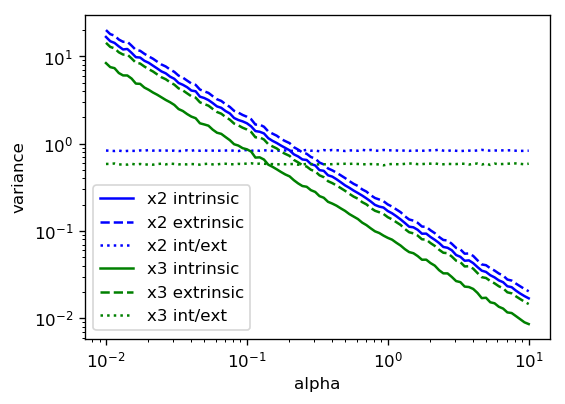 10¹
10⁰
10⁻¹
10⁻²
variance
x2 intrinsic
x2 extrinsic
x2 int/ext
x3 intrinsic
x3 extrinsic
x3 int/ext
10⁻² 10⁻¹ 10⁰ 10¹
alpha